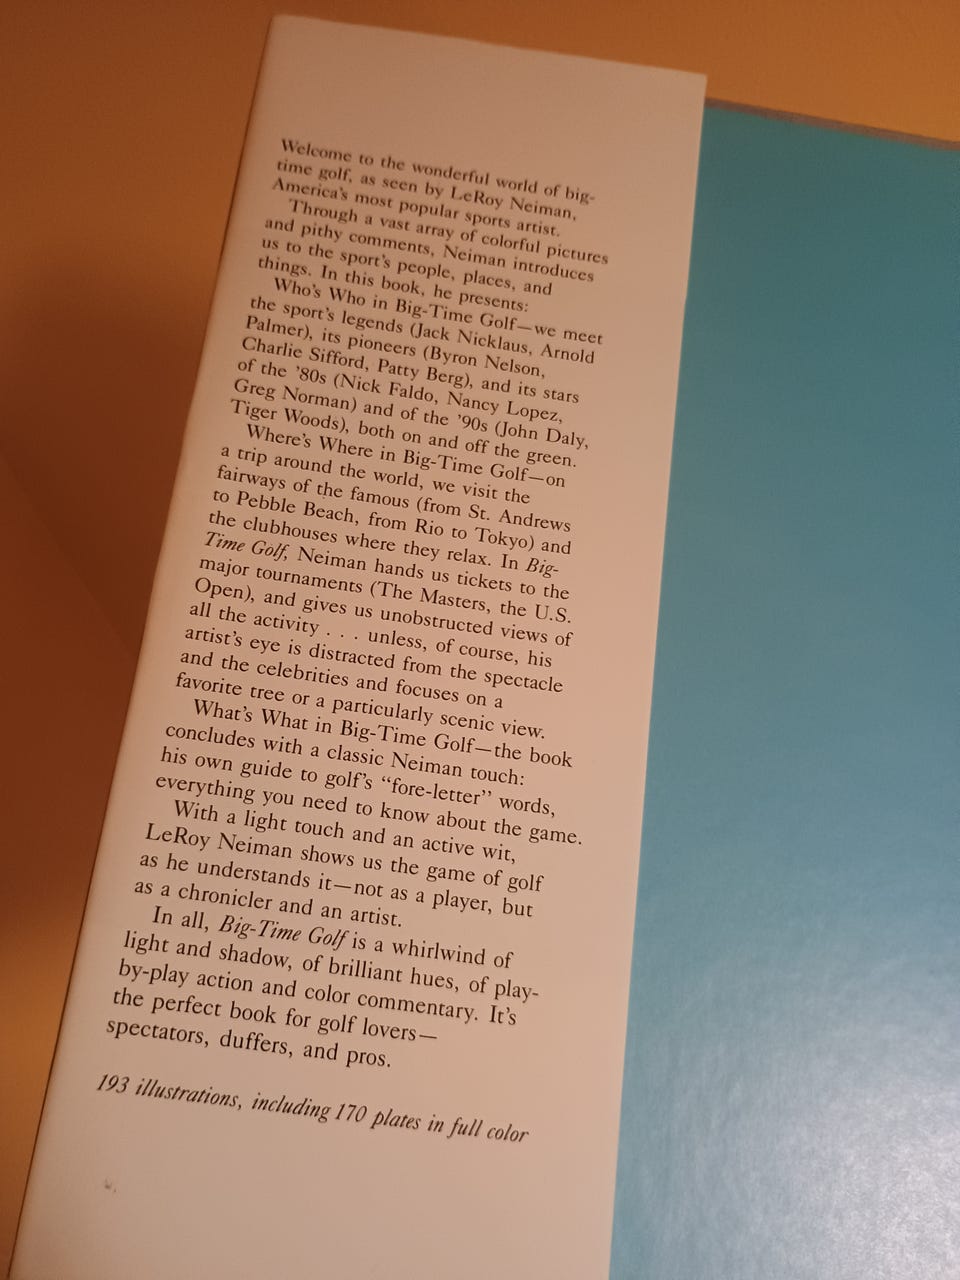 Welcome to the wonderful world of big-
time golf, as seen by LeRoy Neiman,
America's most popular sports artist.
Through a vast array of colorful pictures
and pithy comments, Neiman introduces
us to the sport's people, places, and
things. In this book, he presents:
Who's Who in Big-Time Golf—we meet
the sport's legends (Jack Nicklaus, Arnold
Palmer), its pioneers (Byron Nelson,
Charlie Sifford, Patty Berg), and its stars
of the '80s (Nick Faldo, Nancy Lopez,
Greg Norman) and of the '90s (John Daly,
Tiger Woods), both on and off the green.
Where's Where in Big-Time Golf—on
a trip around the world, we visit the
fairways of the famous (from St. Andrews
to Pebble Beach, from Rio to Tokyo) and
the clubhouses where they relax. In Big-
Time Golf, Neiman hands us tickets to the
major tournaments (The Masters, the U.S.
Open), and gives us unobstructed views of
all the activity . . . unless, of course, his
artist's eye is distracted from the spectacle
and the celebrities and focuses on a
favorite tree or a particularly scenic view.
What's What in Big-Time Golf—the book
concludes with a classic Neiman touch:
his own guide to golf's “fore-letter” words,
everything you need to know about the game.
With a light touch and an active wit,
LeRoy Neiman shows us the game of golf
as he understands it—not as a player, but
as a chronicler and an artist.
In all, Big-Time Golf is a whirlwind of
light and shadow, of brilliant hues, of play-
by-play action and color commentary. It's
the perfect book for golf lovers—
spectators, duffers, and pros.
193 illustrations, including 170 plates in full color